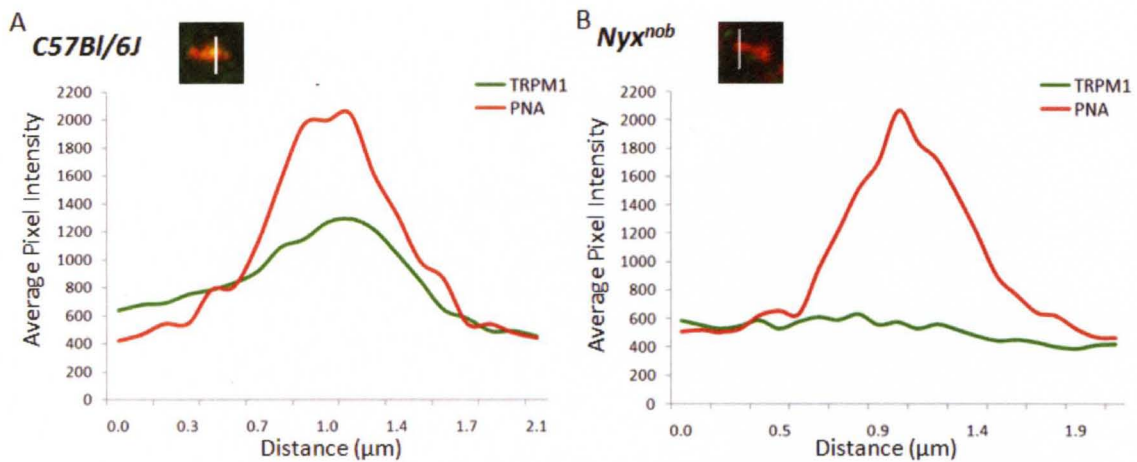 A
C57Bl/6J
TRPM1
PNA
Average Pixel Intensity
2200
2000
1800
1600
1400
1200
1000
800
600
400
200
0
0.0 0.3 0.7 1.0 1.4 1.7 2.1
Distance (µm)
B
Nyxnob
TRPM1
PNA
Average Pixel Intensity
2200
2000
1800
1600
1400
1200
1000
800
600
400
200
0
0.0 0.5 0.9 1.4 1.9
Distance (µm)